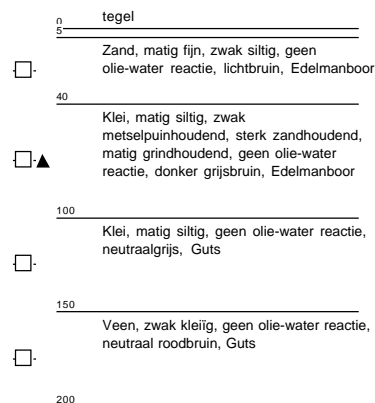 0 tegel
5
Zand, matig fijn, zwak siltig, geen
olie-water reactie, lichtbruin, Edelmanboor
40
Klei, matig siltig, zwak
metselpuinhoudend, sterk zandhoudend,
matig grindhoudend, geen olie-water
reactie, donker grijsbruin, Edelmanboor
100
Klei, matig siltig, geen olie-water reactie,
neutraalgrijs, Guts
150
Veen, zwak kleiïg, geen olie-water reactie,
neutraal roodbruin, Guts
200